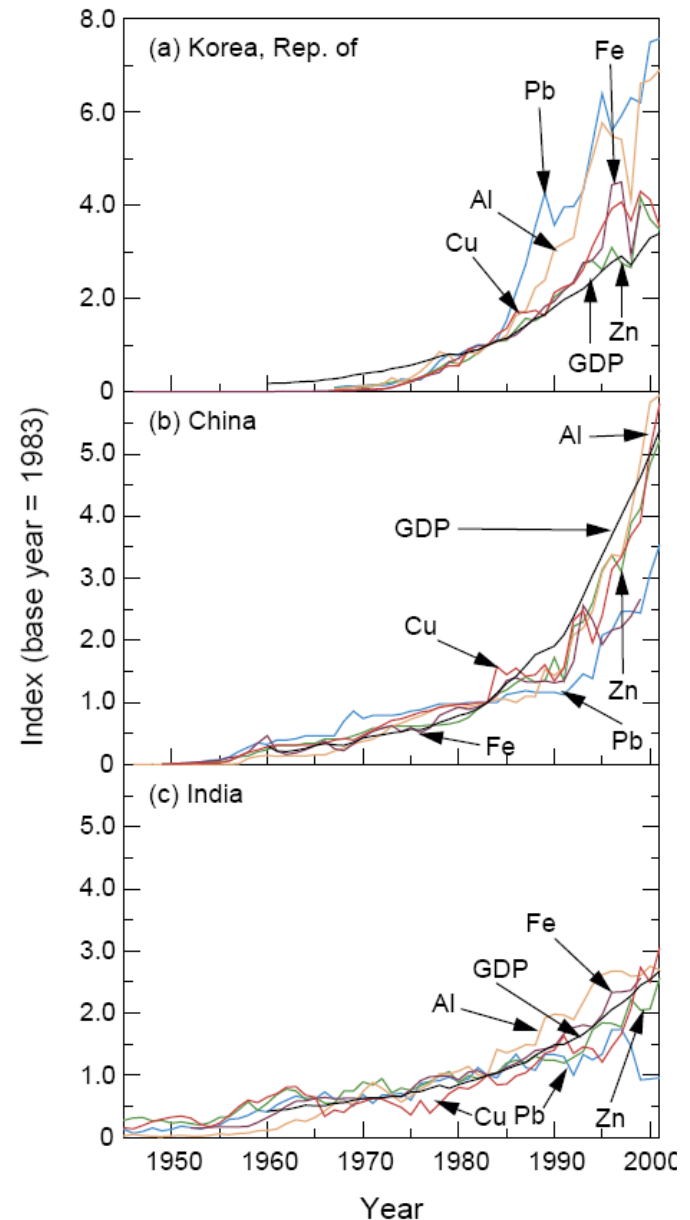 8.0
(a) Korea, Rep. of
Fe
Pb
6.0
4.0
Al
Cu
2.0
Zn
GDP
0
(b) China
Al
5.0
GDP
4.0
3.0
Cu
2.0
1.0
Zn
Fe
Pb
0
(c) India
5.0
4.0
Fe
3.0
GDP
Al
2.0
1.0
Cu Pb
Zn
0
1950 1960 1970 1980 1990 2000
Year
Index (base year = 1983)